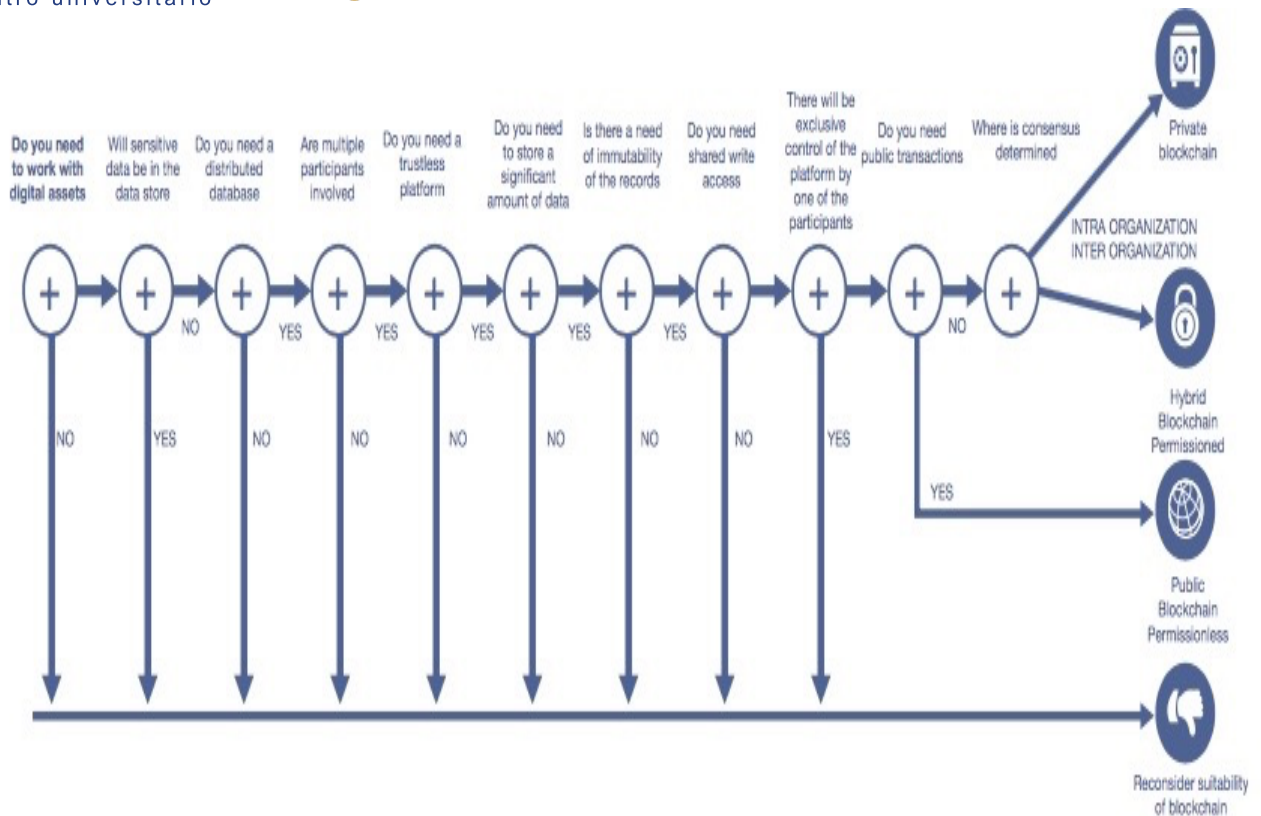 universitario
Do you need
to work with
digital assets
Will sensitive
data be in the
data store
Do you need a
distributed
database
Are multiple
participants
involved
Do you need a
trustless
platform
Do you need
to store a
significant
amount of data
Is there a need
of immutability
of the records
Do you need
shared write
access
There will be
exclusive
control of the
platform by
one of the
participants
Do you need
public transactions
Where is consensus
determined
Private
blockchain
INTRA ORGANIZATION
INTER ORGANIZATION
NO
YES
YES
YES
YES
YES
NO
Hybrid
Blockchain
Permissioned
NO
YES
NO
NO
NO
NO
NO
NO
YES
YES
Public
Blockchain
Permissionless
Reconsider suitability
of blockchain